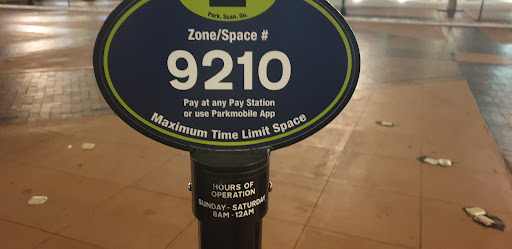 Park. Scan. Go.
Zone/Space #
9210
Pay at any Pay Station
or use Parkmobile App
Maximum Time Limit Space
HOURS OF
OPERATION
SUNDAY - SATURDAY
8AM - 12AM